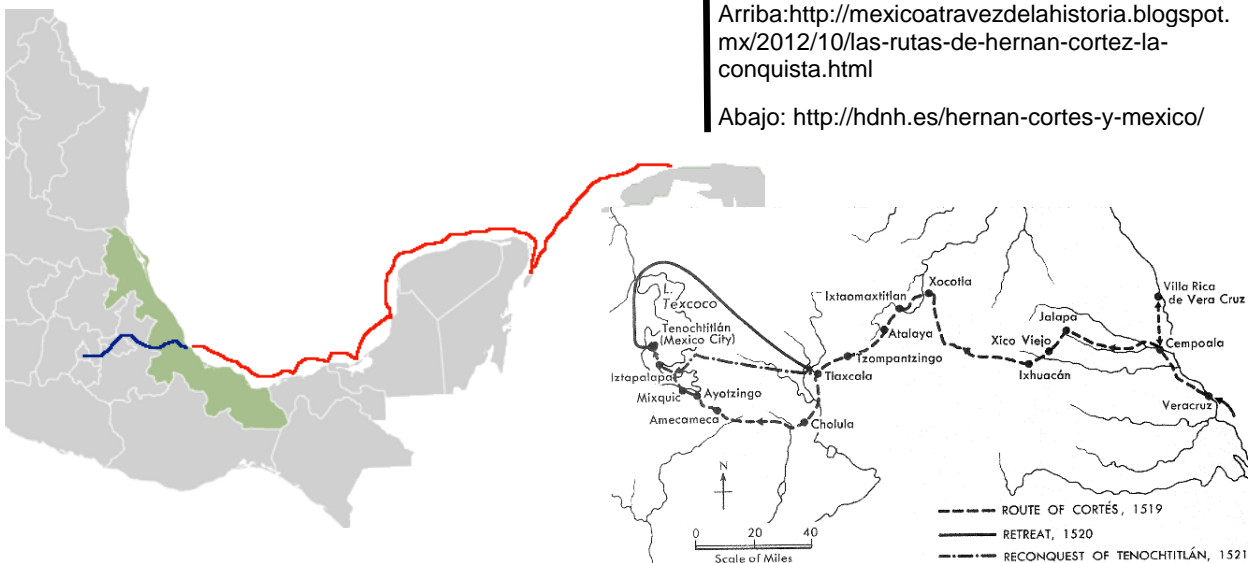 Arriba:http://mexicoatravezdelahistoria.blogspot.
mx/2012/10/las-rutas-de-hernan-cortez-la-
conquista.html
Abajo: http://hdnh.es/hernan-cortes-y-mexico/
Xocotla
Ixtaomaxtitlan
Villa Rica
de Vera Cruz
L.
Texcoco
Jalapa
Tenochtitlán
(Mexico City)
Atalaya
Xico Viejo
Cempoala
Tzompantzingo
Ixhuacán
Iztapalapa
Tlaxcala
Mixquic
Ayotzingo
Veracruz
Amecameca
Cholula
N
0 20 40
Scale of Miles
ROUTE OF CORTÉS, 1519
RETREAT, 1520
RECONQUEST OF TENOCHTITLÁN, 1521